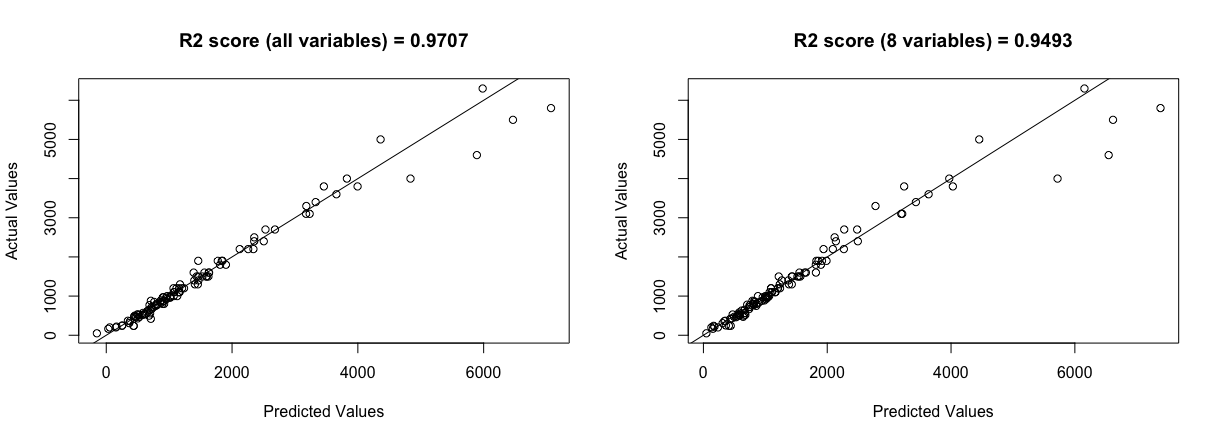 R2 score (all variables) = 0.9707
Actual Values
5000
3000
1000
0
0 2000 4000 6000
Predicted Values
R2 score (8 variables) = 0.9493
Actual Values
5000
3000
1000
0
0 2000 4000 6000
Predicted Values